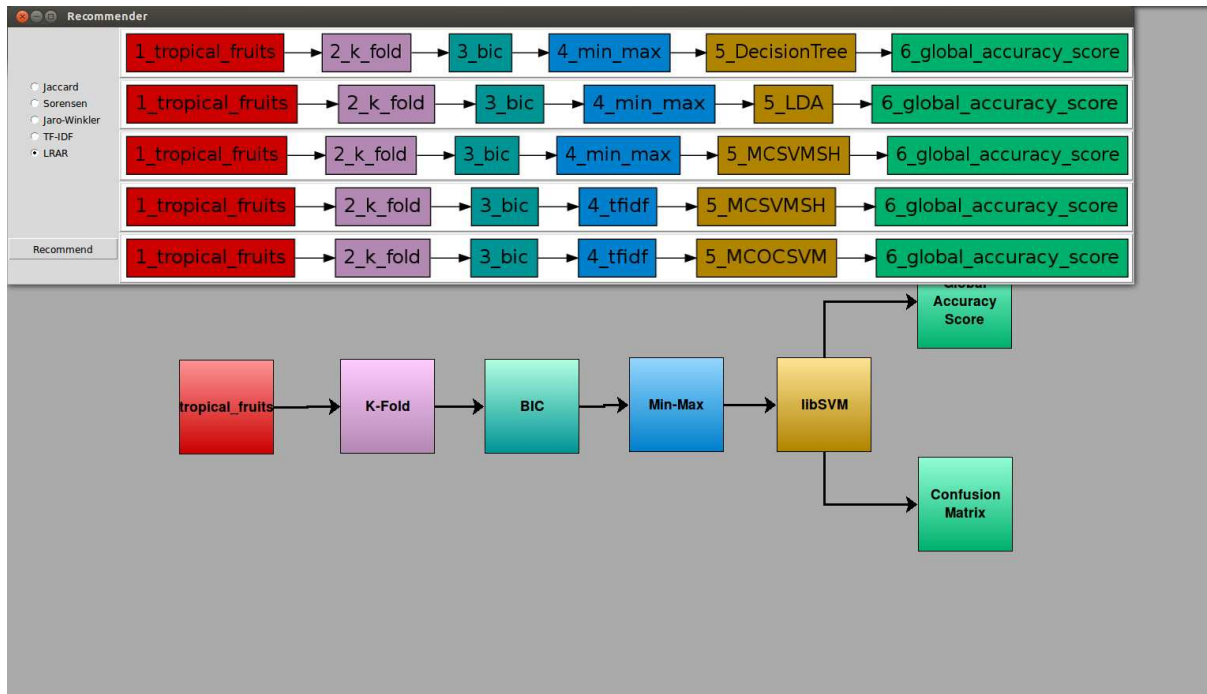 Recommender
1_tropical_fruits 2_k_fold 3_bic 4_min_max 5_DecisionTree 6_global_accuracy_score
Jaccard
Sorensen
Jaro-Winkler
TF-IDF
LRAR
1_tropical_fruits 2_k_fold 3_bic 4_min_max 5_LDA 6_global_accuracy_score
1_tropical_fruits 2_k_fold 3_bic 4_min_max 5_MCSVMSH 6_global_accuracy_score
1_tropical_fruits 2_k_fold 3_bic 4_tfidf 5_MCSVMSH 6_global_accuracy_score
Recommend
1_tropical_fruits 2_k_fold 3_bic 4_tfidf 5_MCOCSVM 6_global_accuracy_score
Global
Accuracy
Score
tropical_fruits K-Fold BIC Min-Max libSVM
Confusion
Matrix